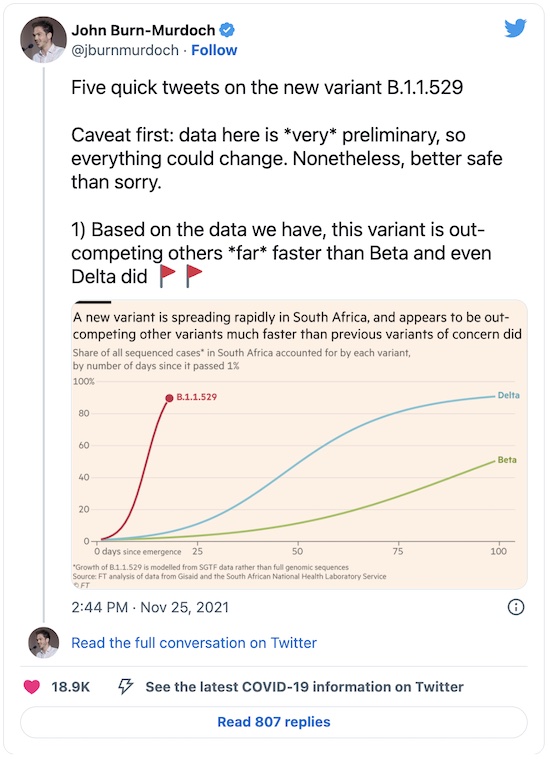 John Burn-Murdoch
@jburnmurdoch · Follow
Five quick tweets on the new variant B.1.1.529
Caveat first: data here is *very* preliminary, so
everything could change. Nonetheless, better safe
than sorry.
1) Based on the data we have, this variant is out-
competing others *far* faster than Beta and even
Delta did 🚩🚩
A new variant is spreading rapidly in South Africa, and appears to be out-
competing other variants much faster than previous variants of concern did
Share of all sequenced cases* in South Africa accounted for by each variant,
by number of days since it passed 1%
100%
B.1.1.529
Delta
80
60
Beta
40
20
0
0 days since emergence 25 50 75 100
*Growth of B.1.1.529 is modelled from SGTF data rather than full genomic sequences
Source: FT analysis of data from Gisaid and the South African National Health Laboratory Service
© FT
2:44 PM · Nov 25, 2021
Read the full conversation on Twitter
18.9K See the latest COVID-19 information on Twitter
Read 807 replies